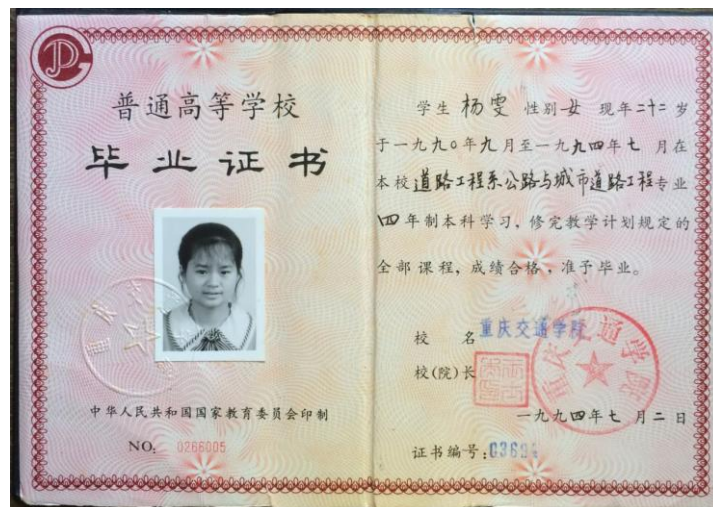 普通高等学校
毕业证书
中华人民共和国国家教育委员会印制
NO: 0266005
学生 杨雯 性别 女 现年二十二岁
于一九九〇年九月至一九九四年七月在
本校道路工程系公路与城市道路工程专业
四年制本科学习，修完教学计划规定的
全部课程，成绩合格，准予毕业。
校 名 重庆交通学院
校(院)长
一九九四年七月二日
证书编号: